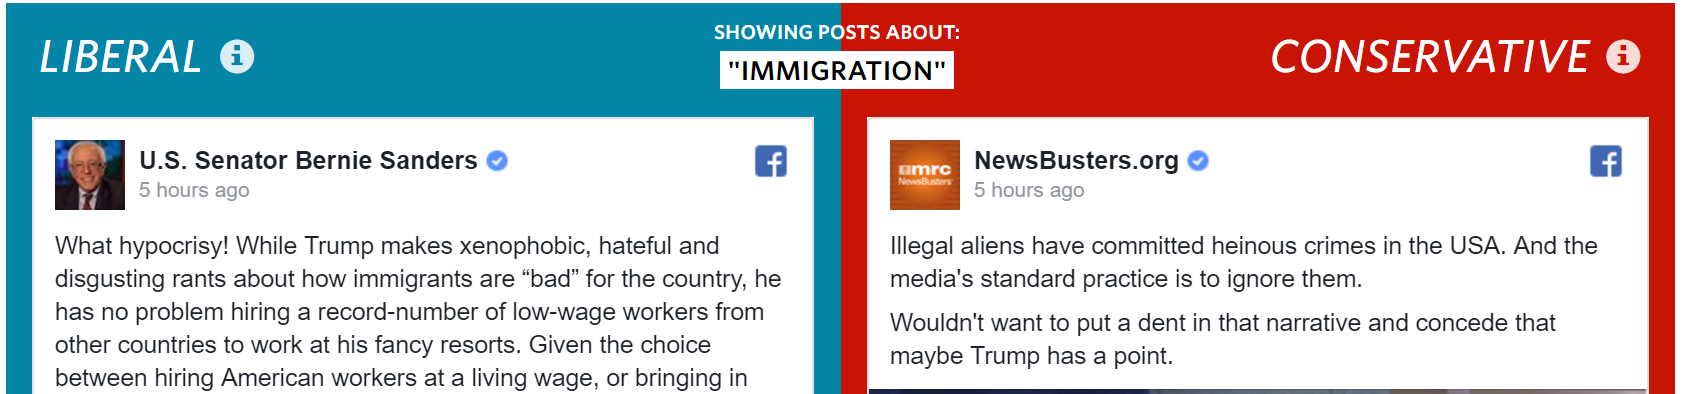 LIBERAL i
SHOWING POSTS ABOUT:
"IMMIGRATION"
CONSERVATIVE i
U.S. Senator Bernie Sanders
5 hours ago
What hypocrisy! While Trump makes xenophobic, hateful and
disgusting rants about how immigrants are “bad” for the country, he
has no problem hiring a record-number of low-wage workers from
other countries to work at his fancy resorts. Given the choice
between hiring American workers at a living wage, or bringing in
mrc
NewsBusters
NewsBusters.org
5 hours ago
Illegal aliens have committed heinous crimes in the USA. And the
media's standard practice is to ignore them.
Wouldn't want to put a dent in that narrative and concede that
maybe Trump has a point.